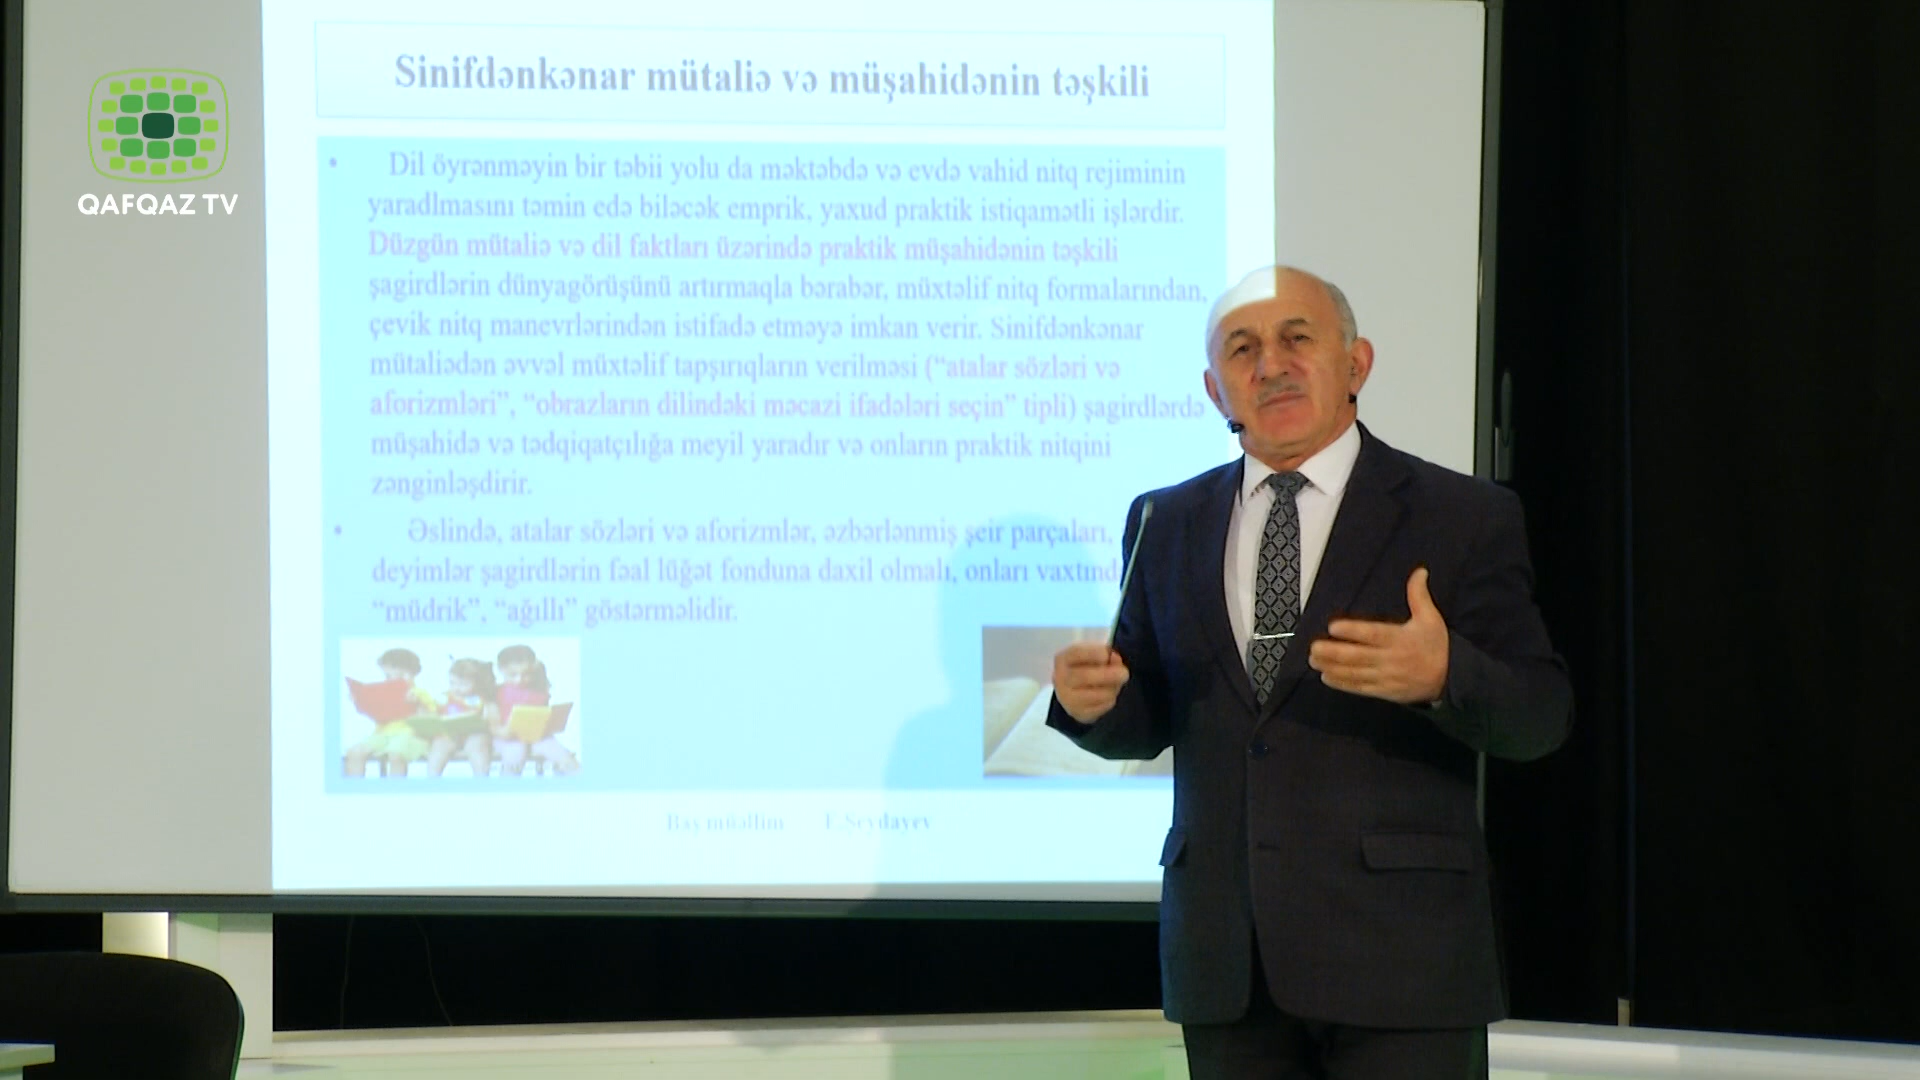 QAFQAZ TV
Sinifdənkənar mütaliə və müşahidənin təşkili
• Dil öyrənməyin bir təbii yolu da məktəbdə və evdə vahid nitq rejiminin
yaradlmasını təmin edə biləcək emprik, yaxud praktik istiqamətli işlərdir.
Düzgün mütaliə və dil faktları üzərində praktik müşahidənin təşkili
şagirdlərin dünyagörüşünü artırmaqla bərabər, müxtəlif nitq formalarından,
çevik nitq manevrlərindən istifadə etməyə imkan verir. Sinifdənkənar
mütaliədən əvvəl müxtəlif tapşırıqların verilməsi (“atalar sözləri və
aforizmləri”, “obrazların dilindəki məcazi ifadələri seçin” tipli) şagirdlərdə
müşahidə və tədqiqatçılığa meyil yaradır və onların praktik nitqini
zənginləşdirir.
• Əslində, atalar sözləri və aforizmlər, əzbərlənmiş şeir parçaları,
deyimlər şagirdlərin fəal lüğət fonduna daxil olmalı, onları vaxtınd
“müdrik”, “ağıllı” göstərməlidir.
Baş müəllim